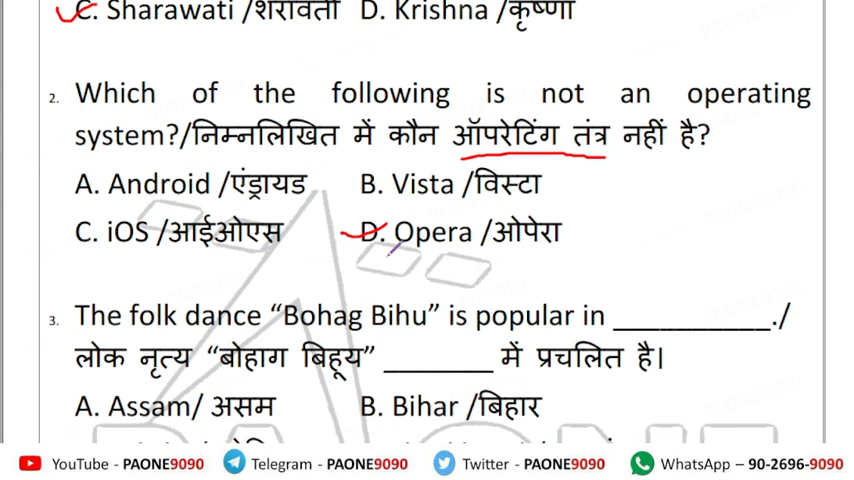 C. Sharawati /शरावती D. Krishna /कृष्णा
2. Which of the following is not an operating
system?/निम्नलिखित में कौन ऑपरेटिंग तंत्र नहीं है?
A. Android /एंड्रायड B. Vista /विस्टा
C. iOS /आईओएस D. Opera /ओपेरा
3. The folk dance “Bohag Bihu” is popular in ___________./
लोक नृत्य “बोहाग बिहूय” ________ में प्रचलित है।
A. Assam/ असम B. Bihar /बिहार
YouTube - PAONE9090 Telegram - PAONE9090 Twitter - PAONE9090 WhatsApp – 90-2696-9090